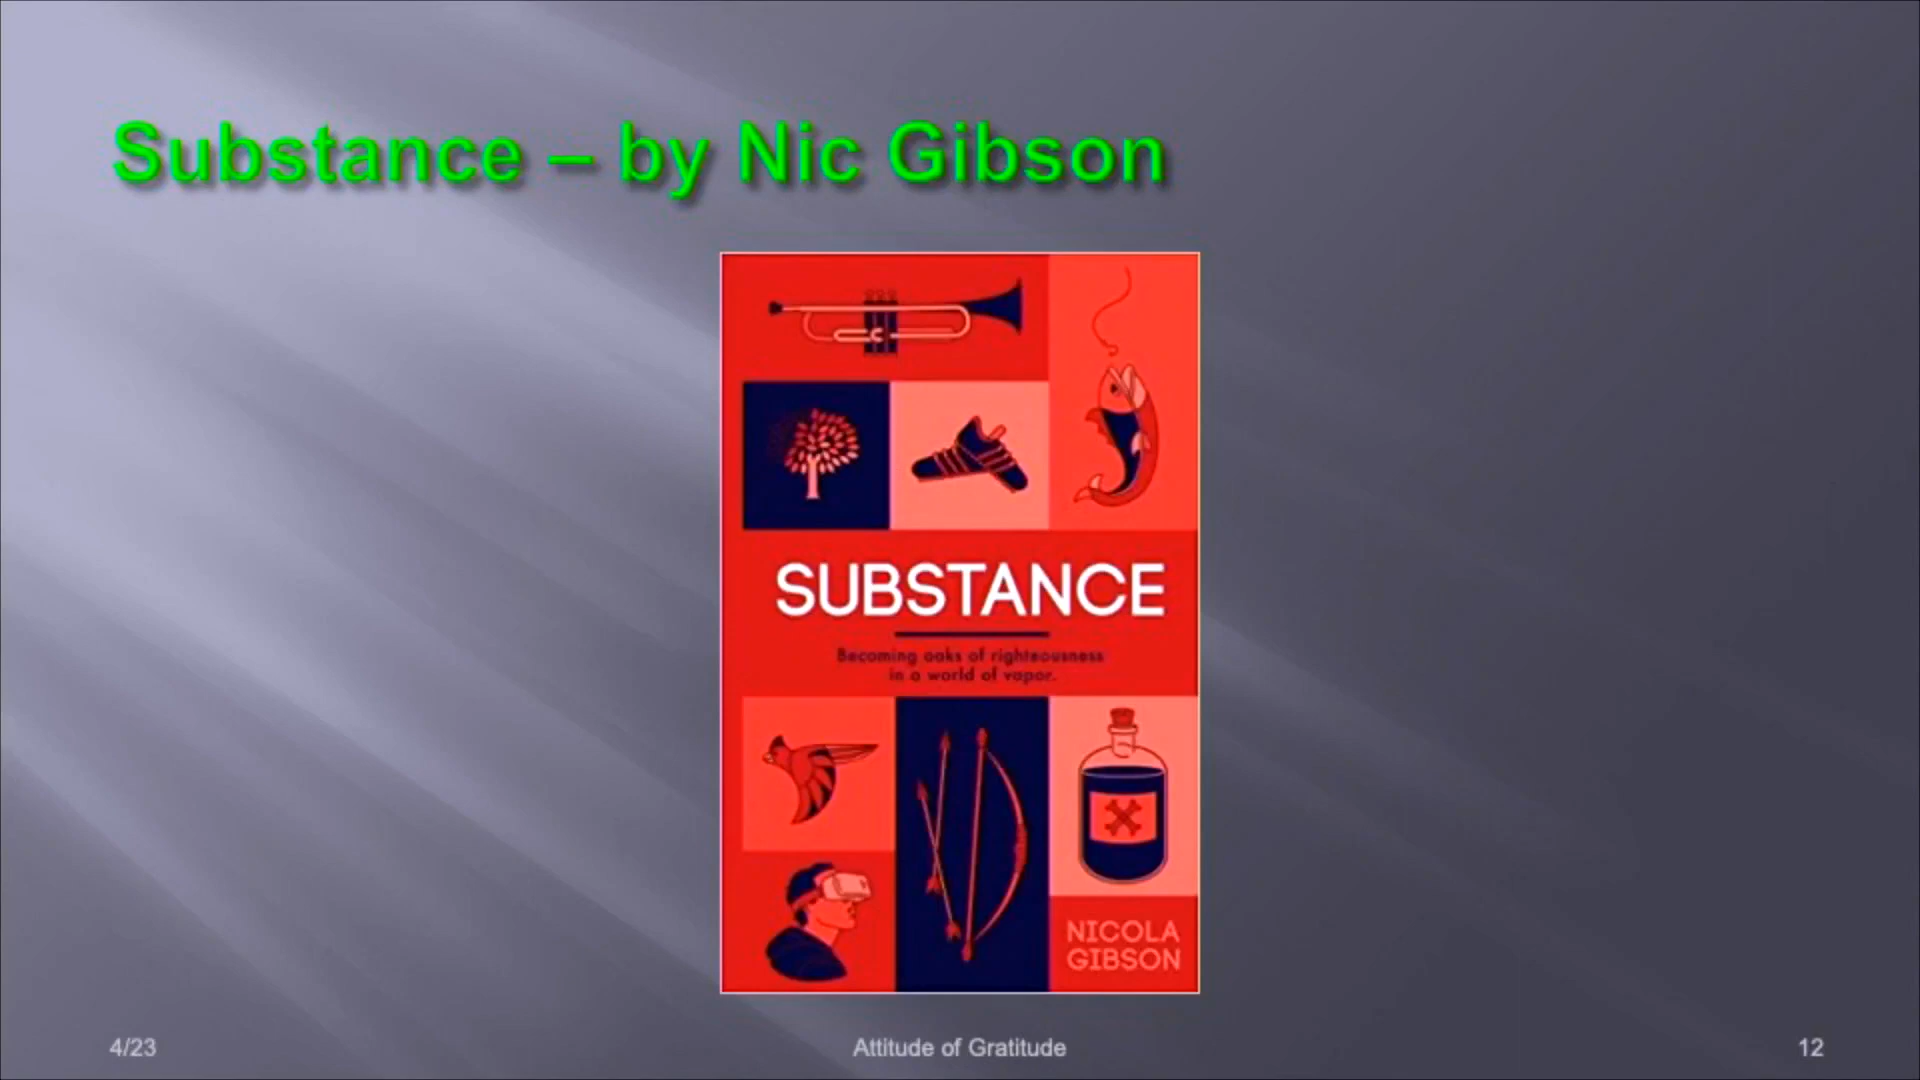 Substance – by Nic Gibson
SUBSTANCE
Becoming oaks of righteousness
in a world of vapor.
NICOLA
GIBSON
4/23
Attitude of Gratitude
12